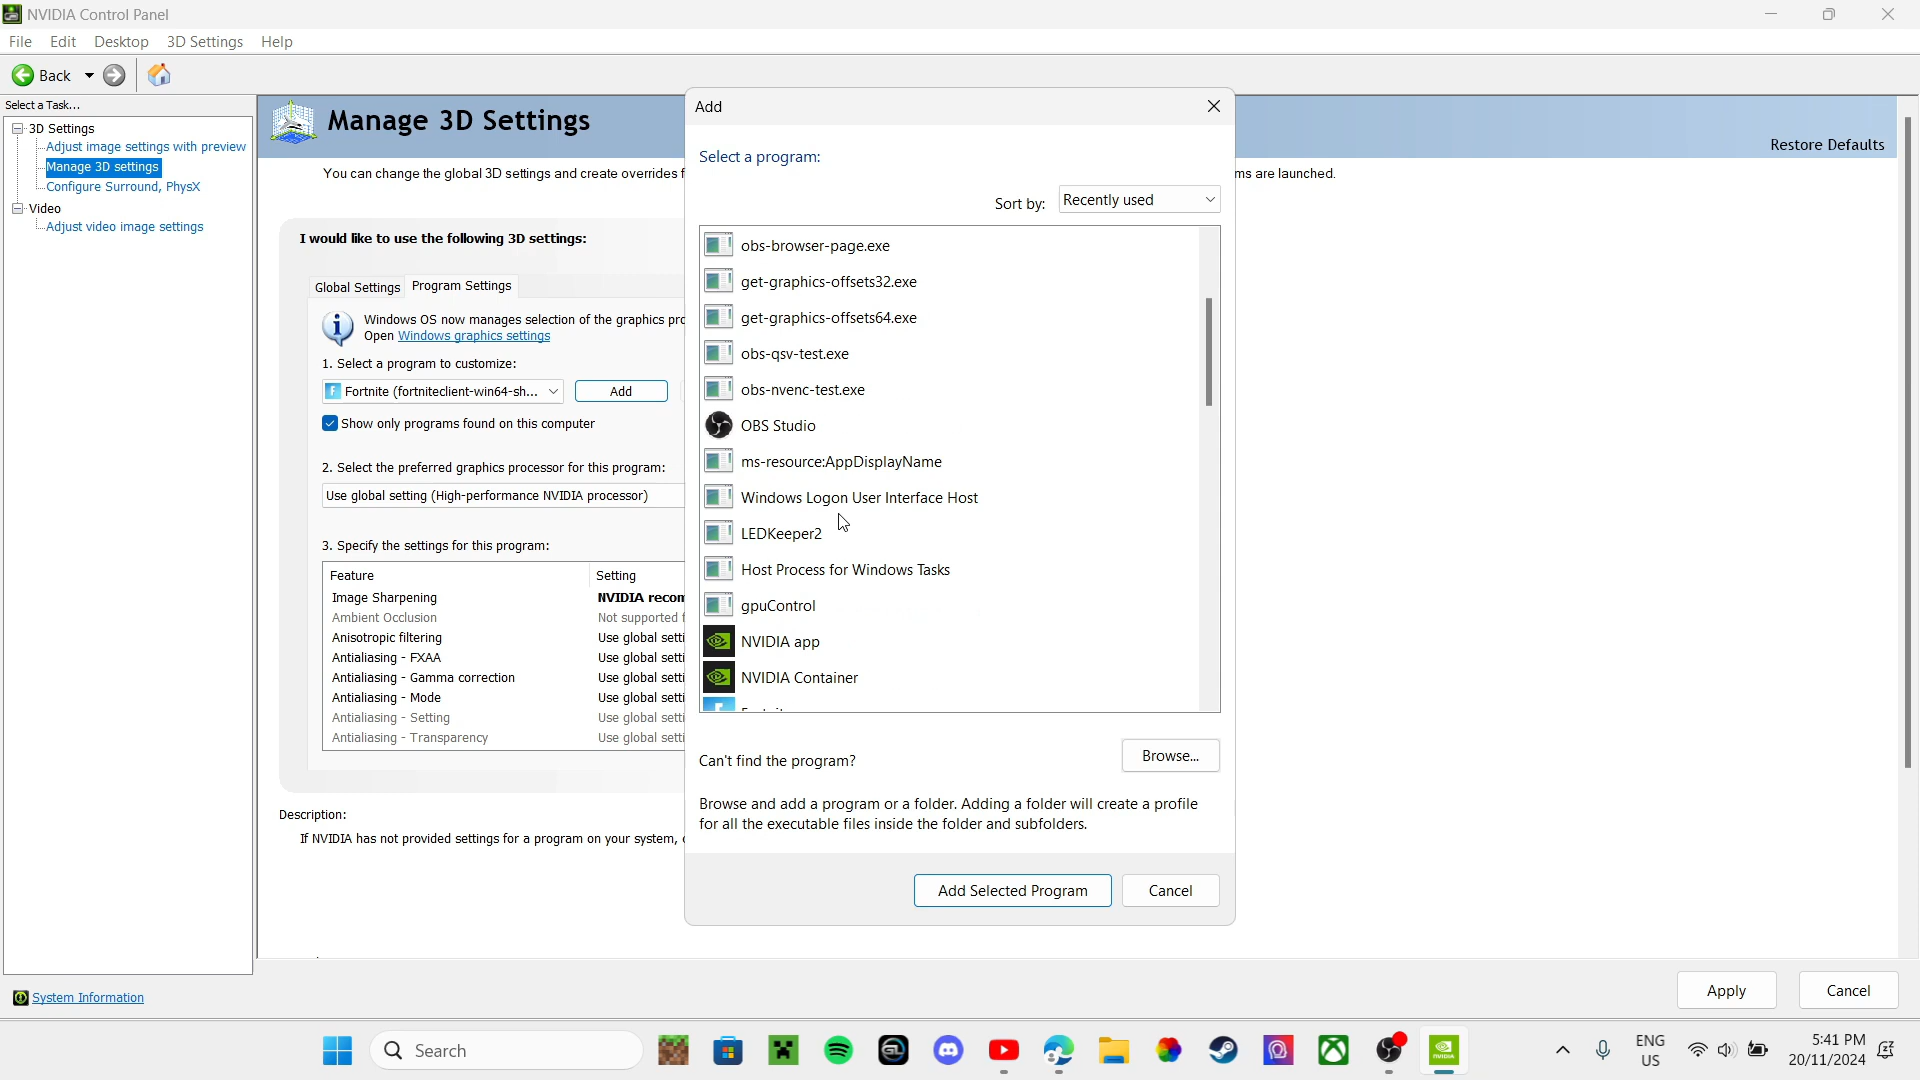 NVIDIA Control Panel
File Edit Desktop 3D Settings Help
Back
Select a Task...
3D Settings
Adjust image settings with preview
Manage 3D settings
Configure Surround, PhysX
Video
Adjust video image settings
System Information
Manage 3D Settings
Restore Defaults
You can change the global 3D settings and create overrides f
ms are launched.
I would like to use the following 3D settings:
Global Settings Program Settings
Windows OS now manages selection of the graphics pro
Open Windows graphics settings
1. Select a program to customize:
Fortnite (fortniteclient-win64-sh... Add
Show only programs found on this computer
2. Select the preferred graphics processor for this program:
Use global setting (High-performance NVIDIA processor)
3. Specify the settings for this program:
Feature Setting
Image Sharpening NVIDIA recon
Ambient Occlusion Not supported f
Anisotropic filtering Use global setti
Antialiasing - FXAA Use global setti
Antialiasing - Gamma correction Use global setti
Antialiasing - Mode Use global setti
Antialiasing - Setting Use global setti
Antialiasing - Transparency Use global setti
Description:
If NVIDIA has not provided settings for a program on your system,
Add
Select a program:
Sort by: Recently used
obs-browser-page.exe
get-graphics-offsets32.exe
get-graphics-offsets64.exe
obs-qsv-test.exe
obs-nvenc-test.exe
OBS Studio
ms-resource:AppDisplayName
Windows Logon User Interface Host
LEDKeeper2
Host Process for Windows Tasks
gpuControl
NVIDIA app
NVIDIA Container
Can't find the program? Browse...
Browse and add a program or a folder. Adding a folder will create a profile
for all the executable files inside the folder and subfolders.
Add Selected Program Cancel
Apply Cancel
Search
ENG
US
5:41 PM
20/11/2024